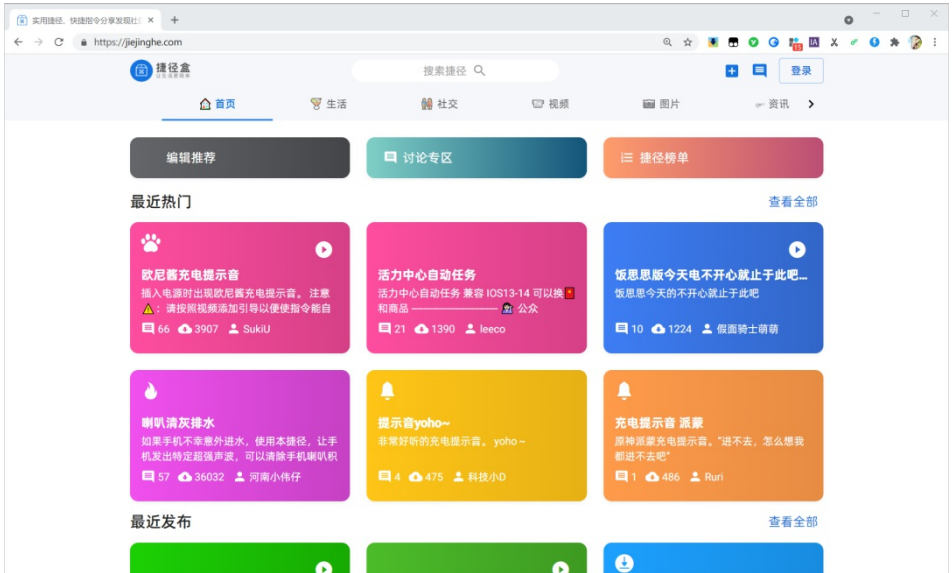 实用捷径、快捷指令分享发现社
https://jiejinghe.com
捷径盒
让生活更简单
搜索捷径
登录
首页
生活
社交
视频
图片
资讯
编辑推荐
讨论专区
捷径榜单
最近热门
查看全部
欧尼酱充电提示音
插入电源时出现欧尼酱充电提示音。 注意
⚠：请按照视频添加引导以便使指令能自
66 3907 SukiU
活力中心自动任务
活力中心自动任务 兼容 IOS13-14 可以换🧧
和商品 —————————— 公众
21 1390 leeco
饭思思版今天电不开心就止于此吧...
饭思思今天的不开心就止于此吧
10 1224 假面骑士萌萌
喇叭清灰排水
如果手机不幸意外进水，使用本捷径，让手
机发出特定超强声波，可以清除手机喇叭积
57 36032 河南小伟仔
提示音yoho~
非常好听的充电提示音。 yoho～
4 475 科技小D
充电提示音 派蒙
原神派蒙充电提示音。“进不去，怎么想我
都进不去吧”
1 486 Ruri
最近发布
查看全部